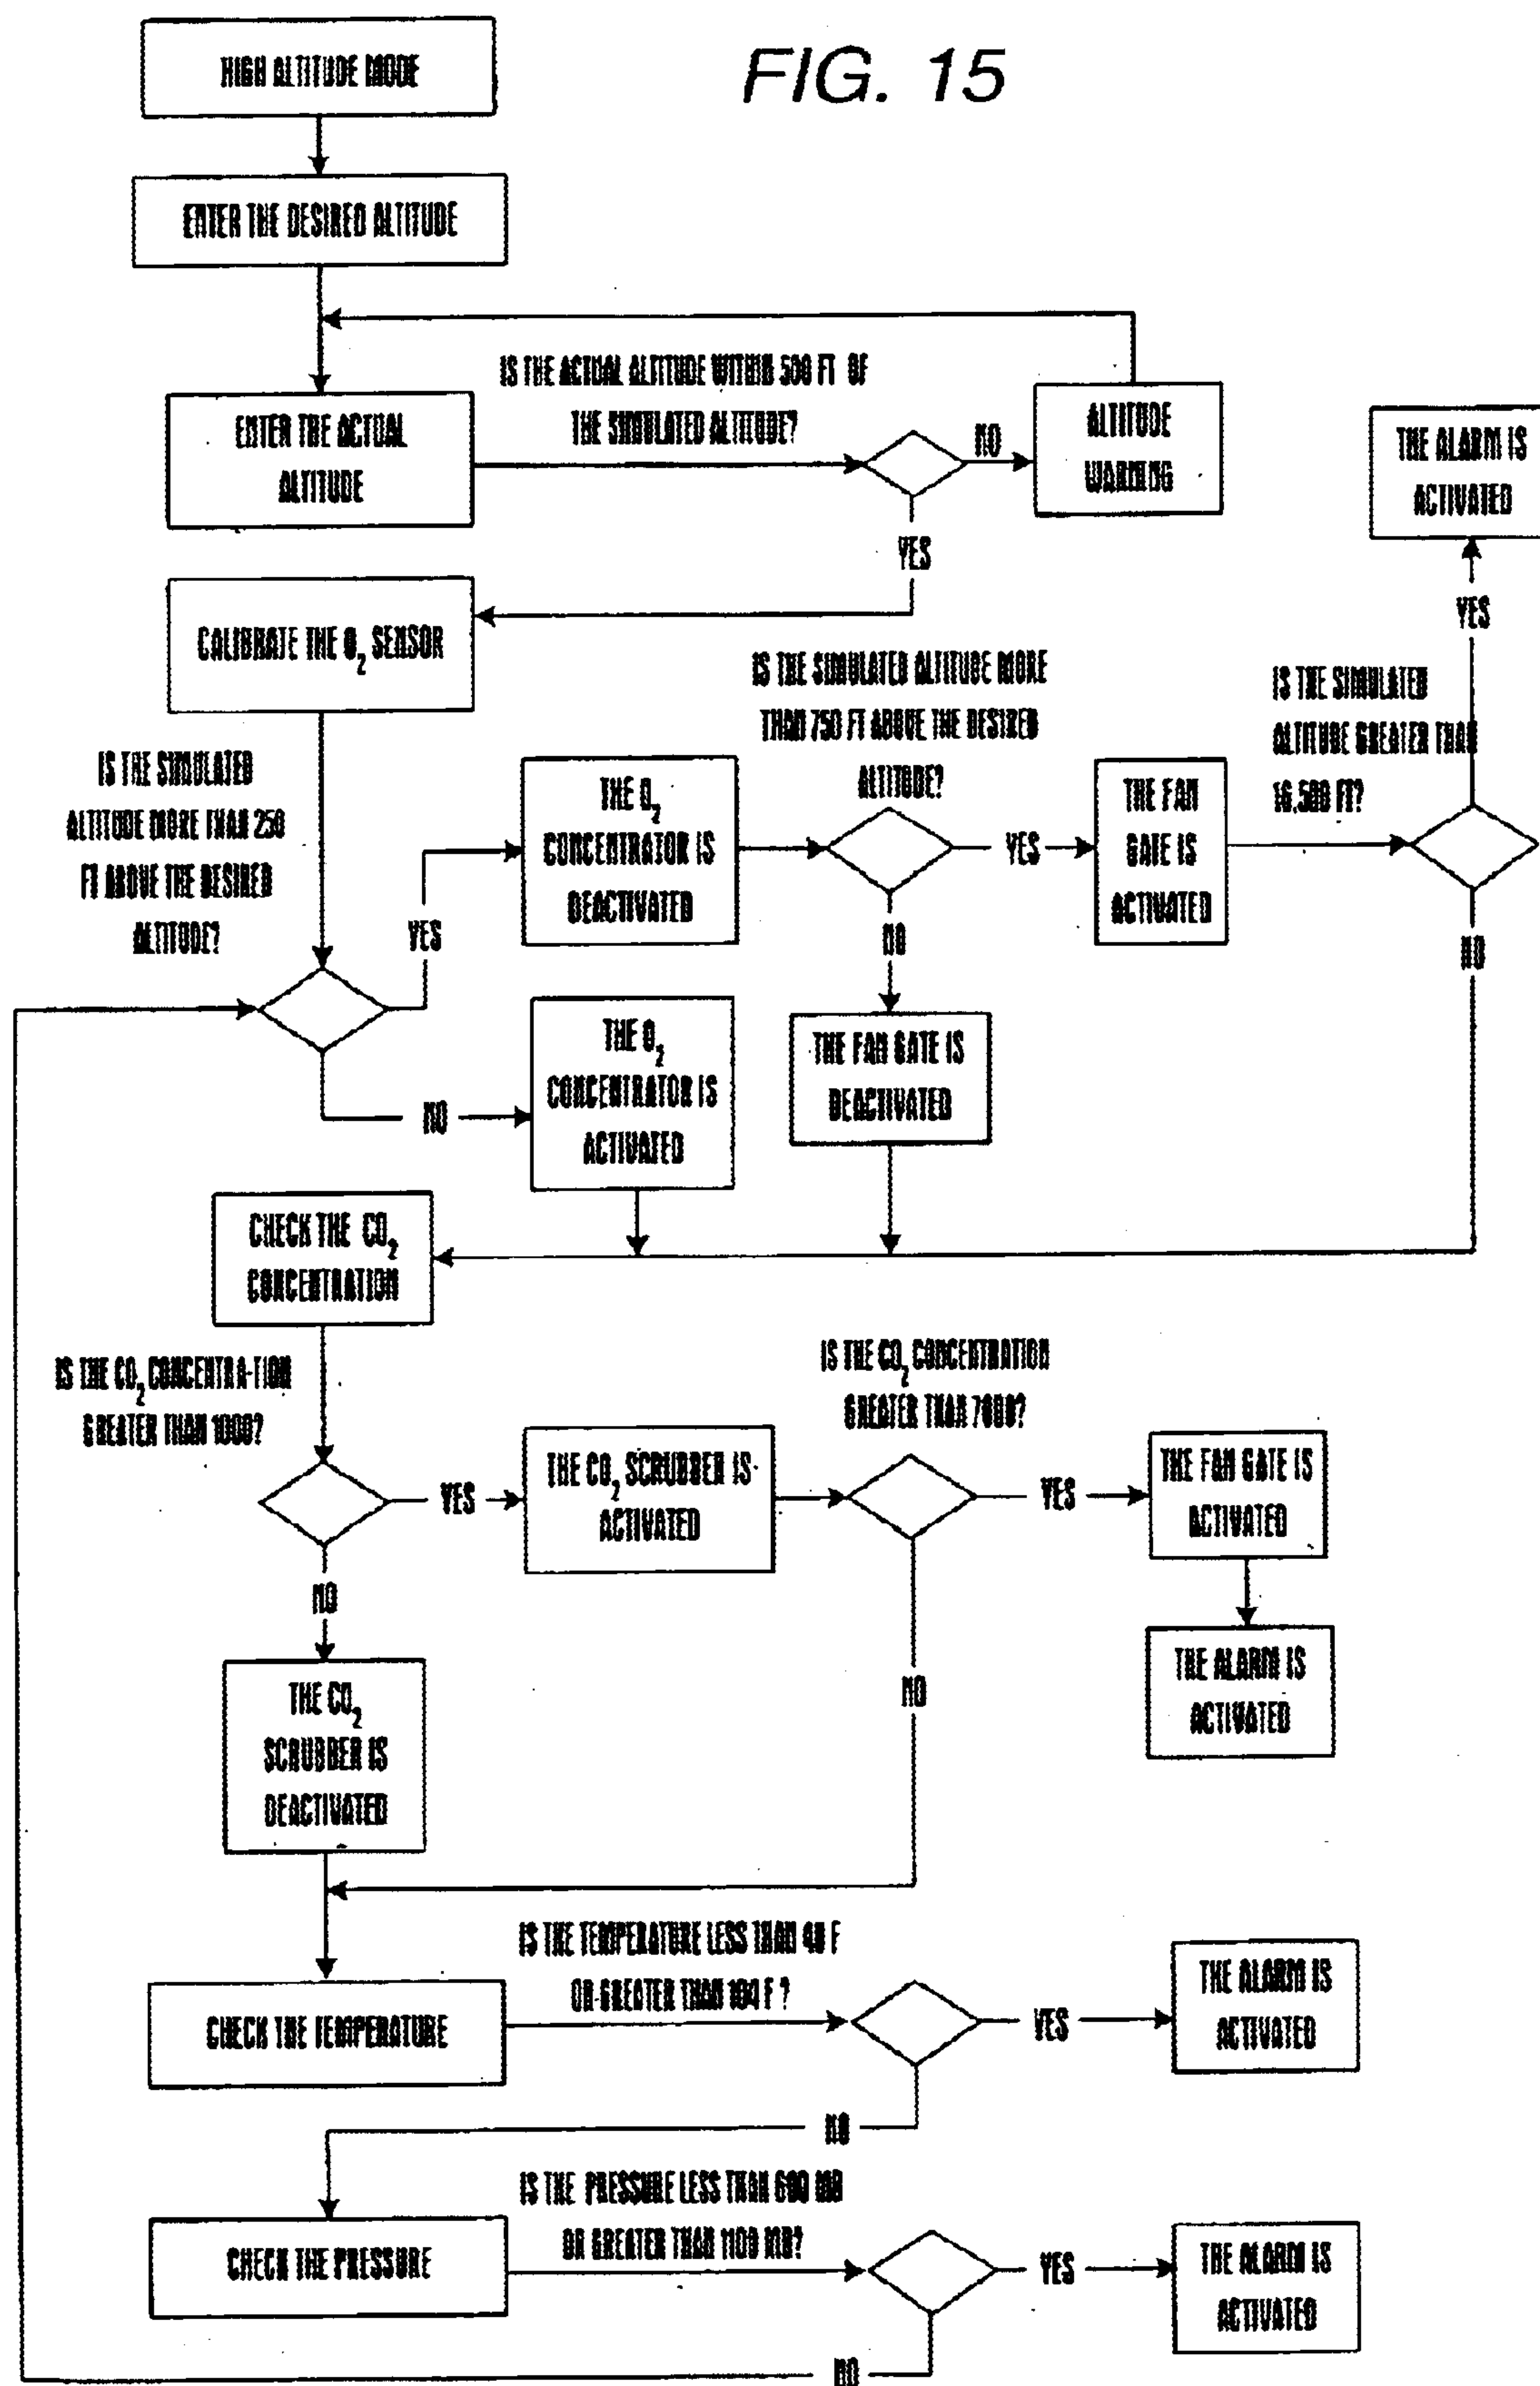 FIG. 15
HIGH ALTITUDE MODE
ENTER THE DESIRED ALTITUDE
IS THE ACTUAL ALTITUDE WITHIN 500 FT OF
THE SIMULATED ALTITUDE?
ENTER THE ACTUAL
ALTITUDE
NO
ALTITUDE
WARNING
YES
THE ALARM IS
ACTIVATED
YES
CALIBRATE THE O2 SENSOR
IS THE SIMULATED ALTITUDE MORE
THAN 750 FT ABOVE THE DESIRED
ALTITUDE?
IS THE SIMULATED
ALTITUDE GREATER THAN
16,500 FT?
IS THE SIMULATED
ALTITUDE MORE THAN 250
FT ABOVE THE DESIRED
ALTITUDE?
YES
THE O2
CONCENTRATOR IS
DEACTIVATED
YES
THE FAN
GATE IS
ACTIVATED
NO
NO
NO
THE O2
CONCENTRATOR IS
ACTIVATED
THE FAN GATE IS
DEACTIVATED
CHECK THE CO2
CONCENTRATION
IS THE CO2 CONCENTRA-TION
GREATER THAN 1000?
IS THE CO2 CONCENTRATION
GREATER THAN 7000?
YES
THE CO2 SCRUBBER IS
ACTIVATED
YES
THE FAN GATE IS
ACTIVATED
NO
THE ALARM IS
ACTIVATED
NO
THE CO2
SCRUBBER IS
DEACTIVATED
IS THE TEMPERATURE LESS THAN 40 F
OR GREATER THAN 104 F ?
CHECK THE TEMPERATURE
YES
THE ALARM IS
ACTIVATED
NO
IS THE PRESSURE LESS THAN 600 MB
OR GREATER THAN 1100 MB?
CHECK THE PRESSURE
YES
THE ALARM IS
ACTIVATED
NO